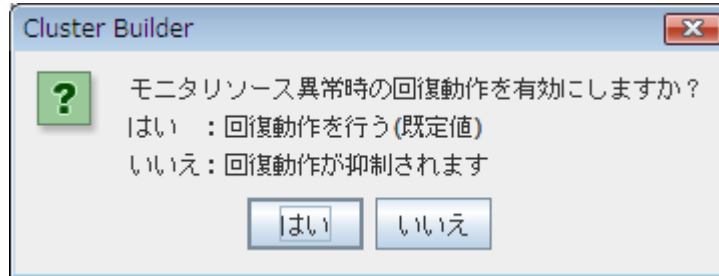 Cluster Builder
モニタリソース異常時の回復動作を有効にしますか？
はい　：回復動作を行う(既定値)
いいえ：回復動作が抑制されます
はい いいえ